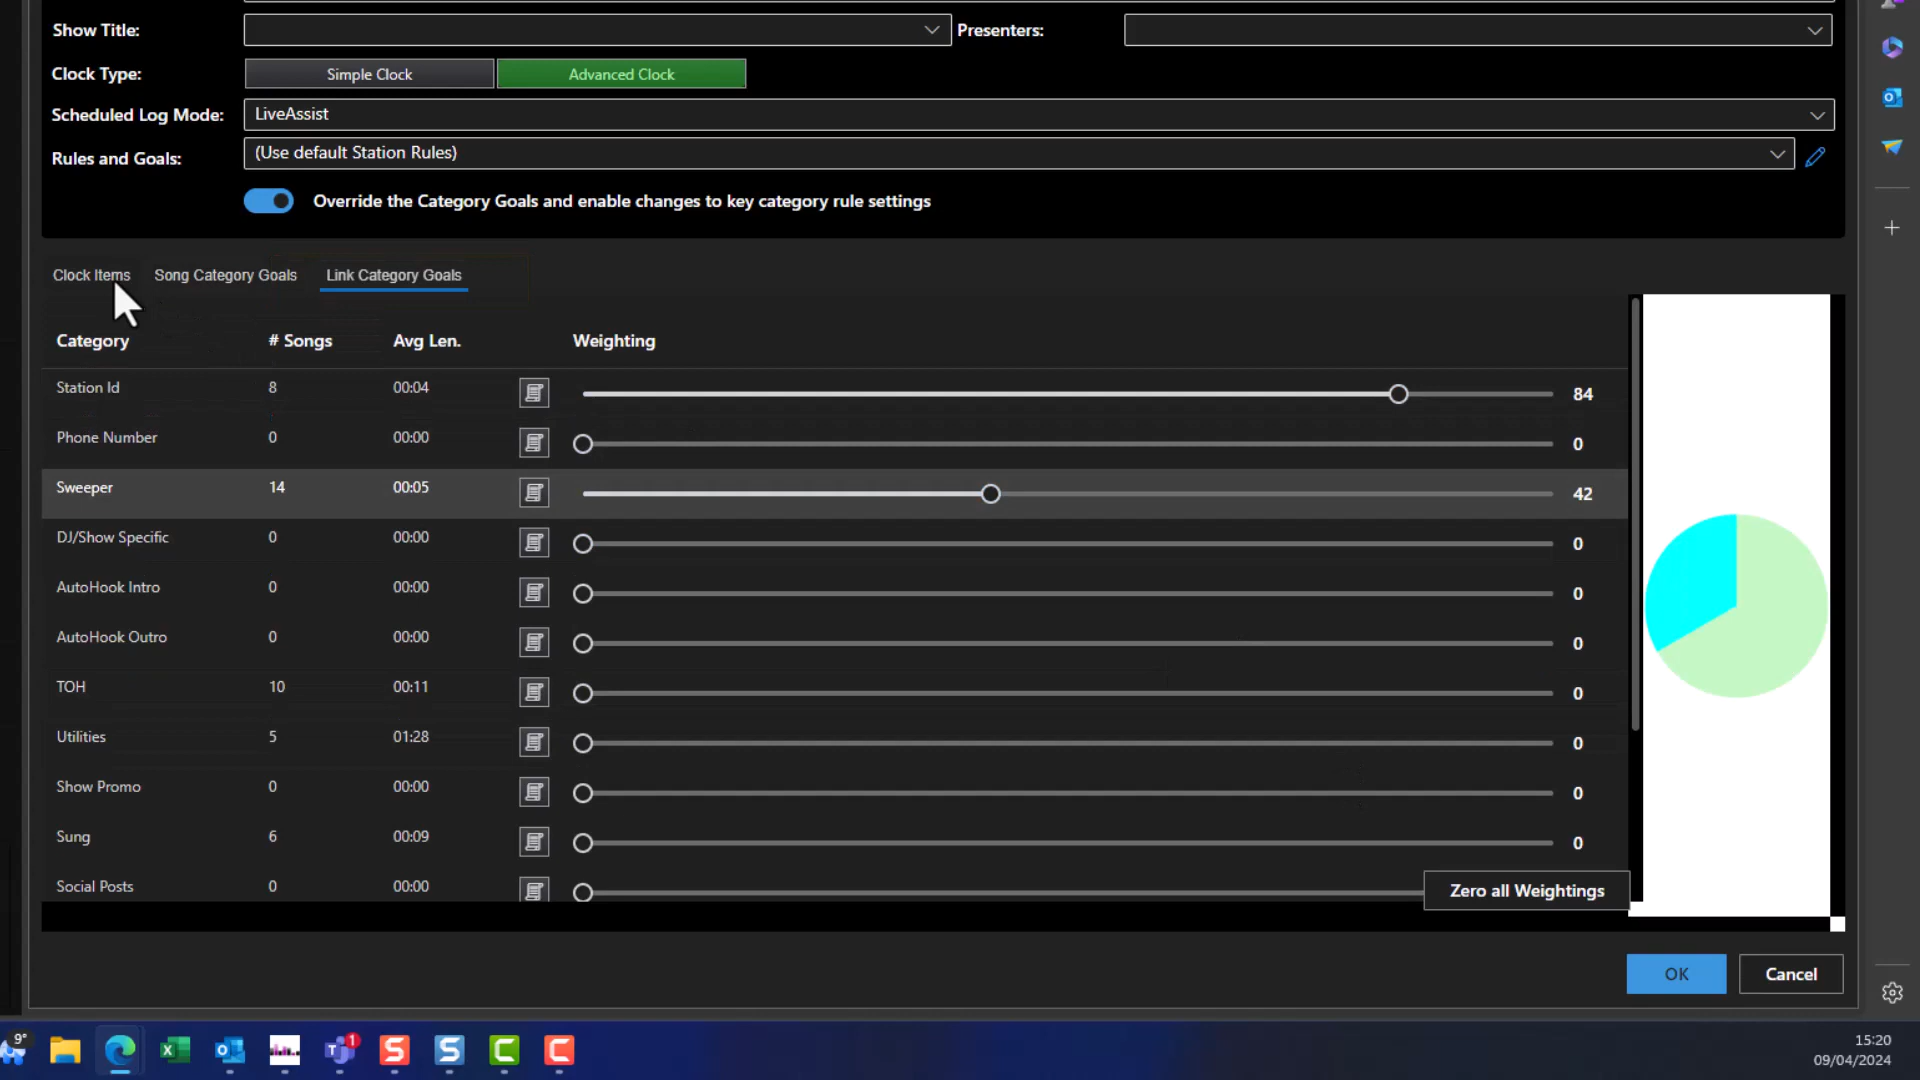 Show Title: Presenters:
Clock Type: Simple Clock Advanced Clock
Scheduled Log Mode: LiveAssist
Rules and Goals: (Use default Station Rules)
Override the Category Goals and enable changes to key category rule settings
Clock Items Song Category Goals Link Category Goals
Category # Songs Avg Len. Weighting
Station Id 8 00:04 84
Phone Number 0 00:00 0
Sweeper 14 00:05 42
DJ/Show Specific 0 00:00 0
AutoHook Intro 0 00:00 0
AutoHook Outro 0 00:00 0
TOH 10 00:11 0
Utilities 5 01:28 0
Show Promo 0 00:00 0
Sung 6 00:09 0
Social Posts 0 00:00
Zero all Weightings
OK Cancel
9°
1
15:20
09/04/2024